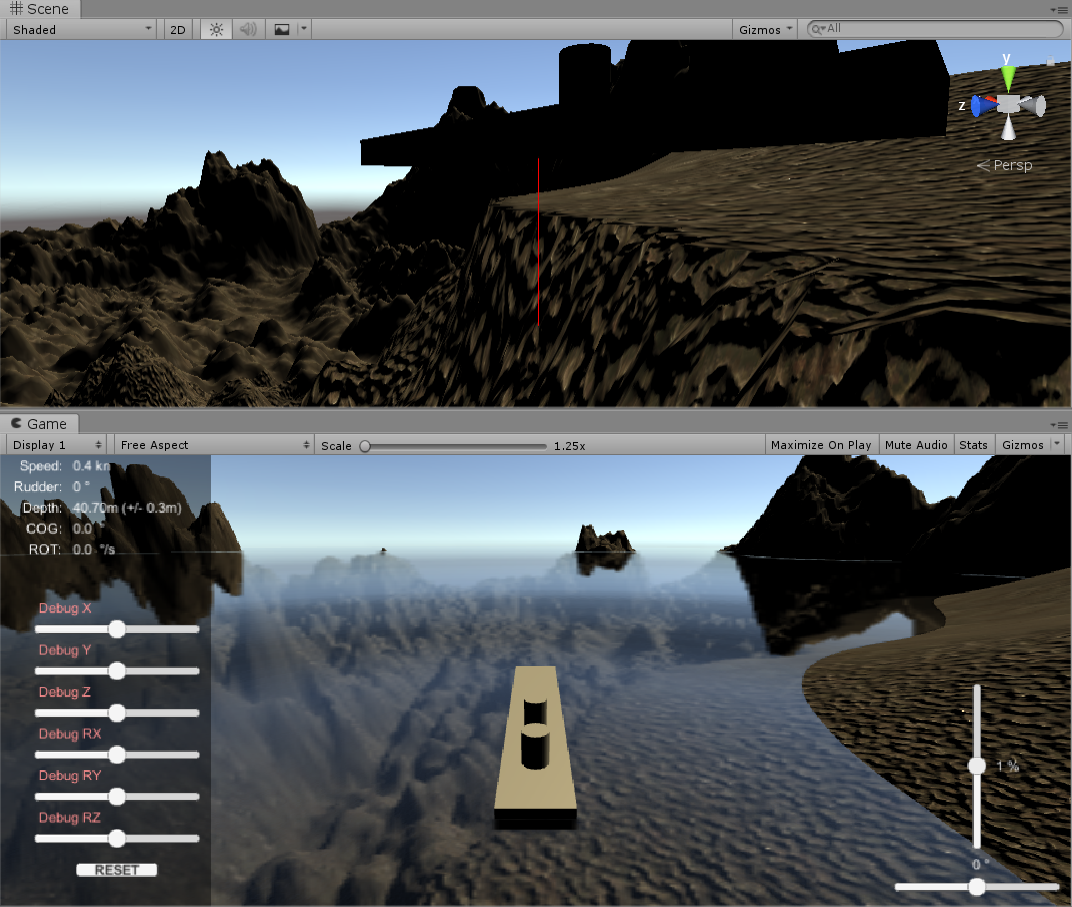 Scene
Shaded 2D Gizmos All
y
z
Persp
Game
Display 1 Free Aspect Scale 1.25x Maximize On Play Mute Audio Stats Gizmos
Speed: 0.4 kn
Rudder: 0 °
Depth: 40.70m (+/- 0.3m)
COG: 0.0 °
ROT: 0.0 °/s
Debug X
Debug Y
Debug Z
Debug RX
Debug RY
Debug RZ
RESET
1 %
0 °